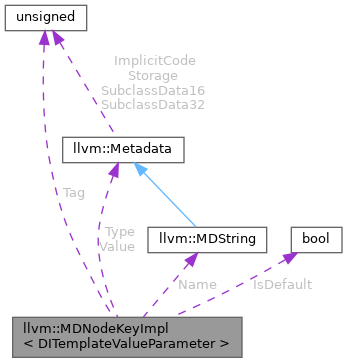 unsigned
ImplicitCode
Storage
SubclassData16
SubclassData32
llvm::Metadata
Tag
Type
Value
llvm::MDString
bool
Name
IsDefault
llvm::MDNodeKeyImpl
< DITemplateValueParameter >